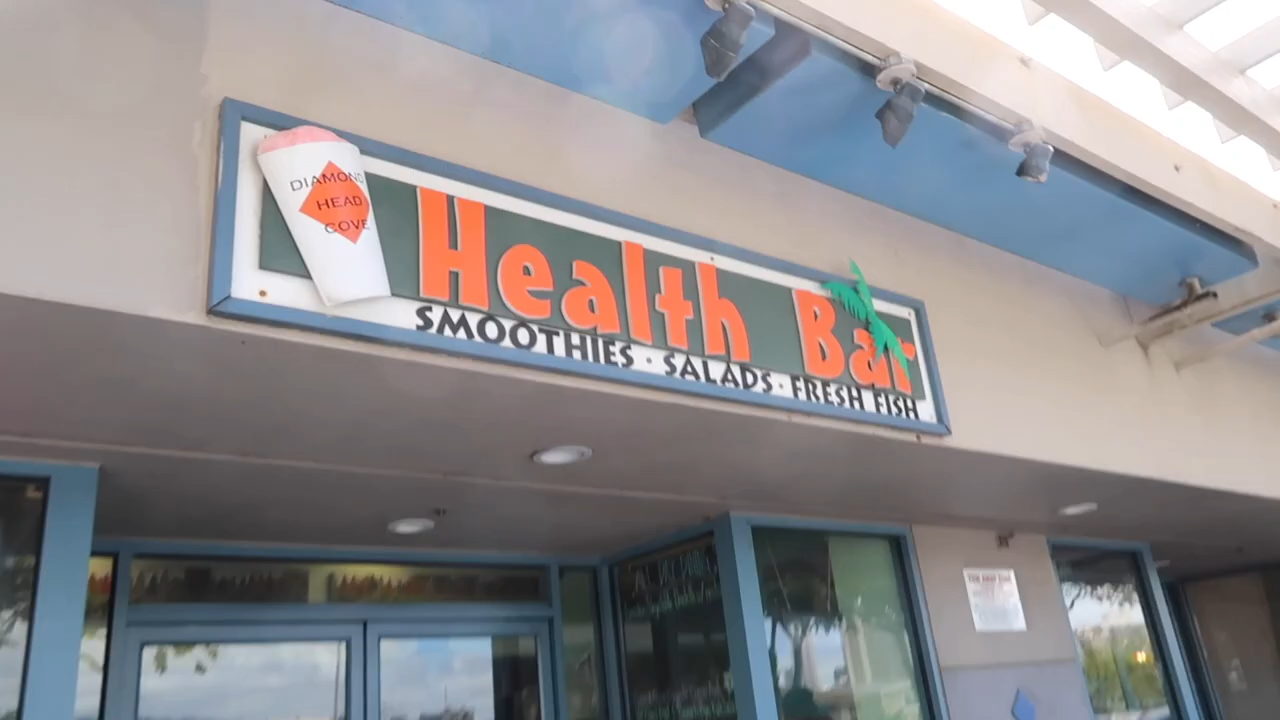 DIAMOND
HEAD
COVE
Health Bar
SMOOTHIES · SALADS · FRESH FISH